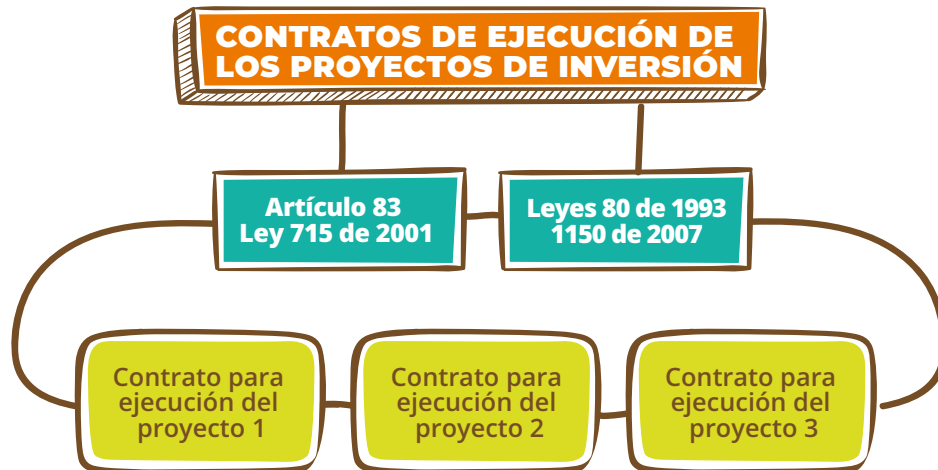 CONTRATOS DE EJECUCIÓN DE
LOS PROYECTOS DE INVERSIÓN
Artículo 83
Ley 715 de 2001
Leyes 80 de 1993
1150 de 2007
Contrato para
ejecución del
proyecto 1
Contrato para
ejecución del
proyecto 2
Contrato para
ejecución del
proyecto 3